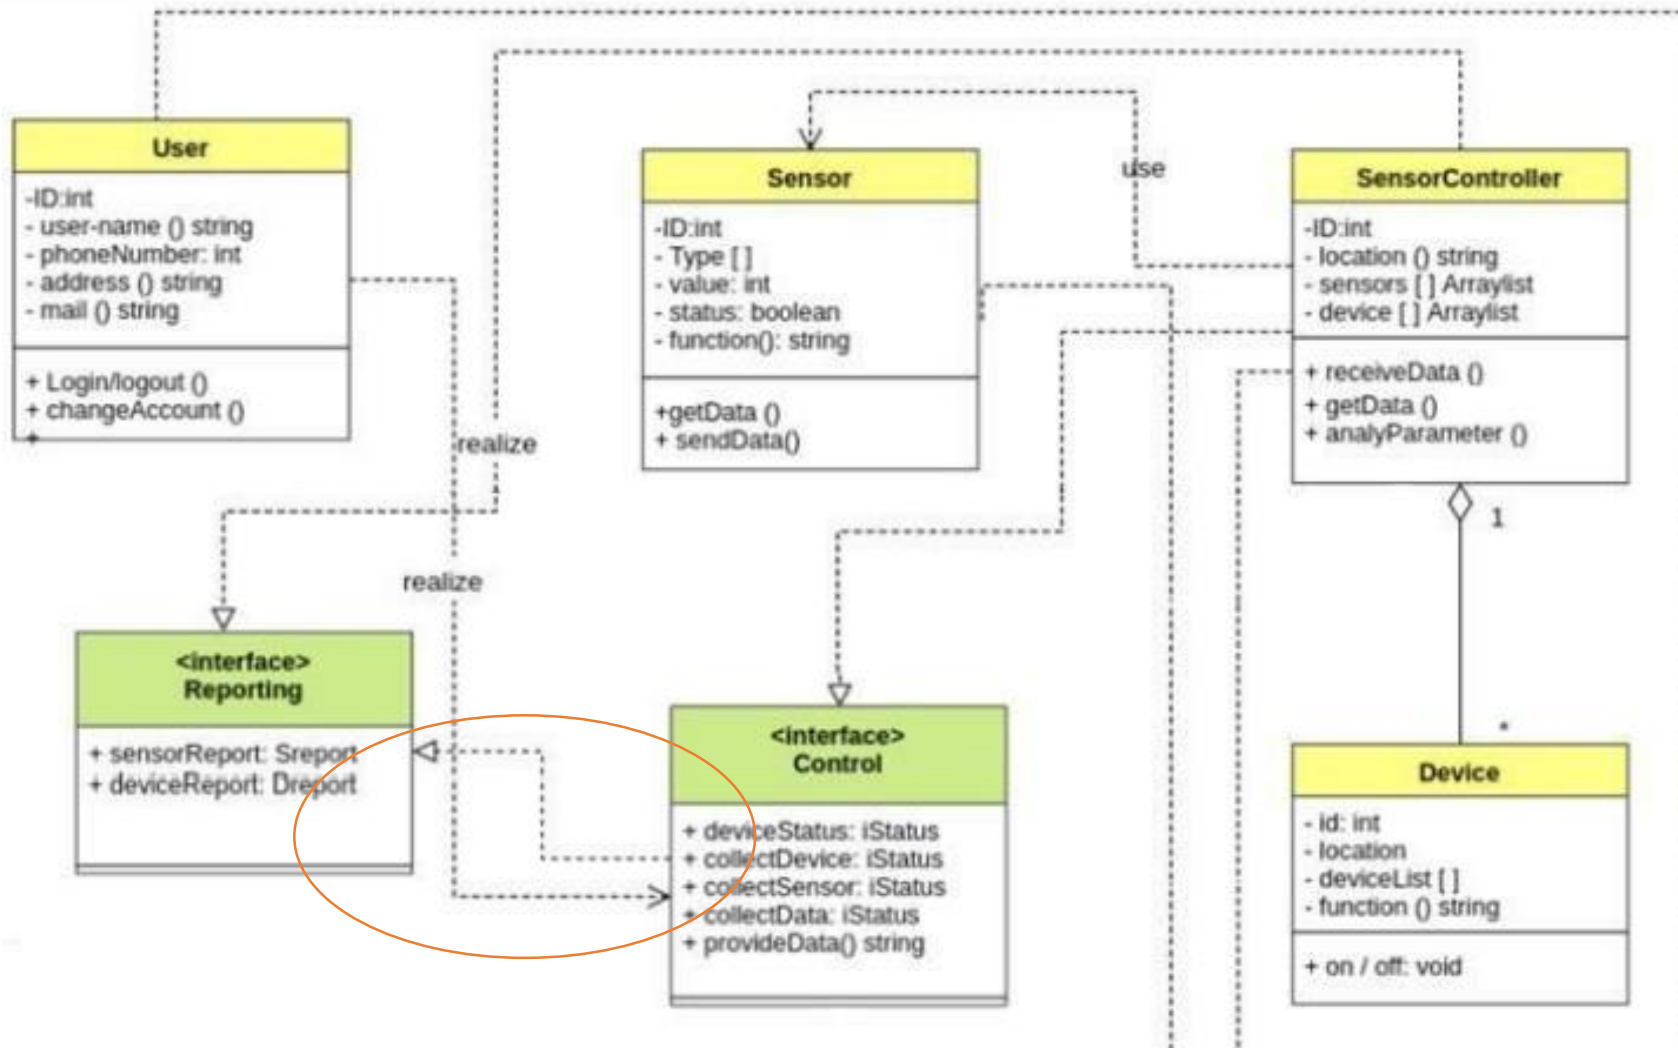 User
-ID:int
- user-name () string
- phoneNumber: int
- address () string
- mail () string
+ Login/logout ()
+ changeAccount ()
+
Sensor
-ID:int
- Type [ ]
- value: int
- status: boolean
- function(): string
+getData ()
+ sendData()
use
SensorController
-ID:int
- location () string
- sensors [ ] Arraylist
- device [ ] Arraylist
+ receiveData ()
+ getData ()
+ analyParameter ()
realize
realize
1
*
<interface>
Reporting
+ sensorReport: Sreport
+ deviceReport: Dreport
<interface>
Control
+ deviceStatus: iStatus
+ collectDevice: iStatus
+ collectSensor: iStatus
+ collectData: iStatus
+ provideData() string
Device
- id: int
- location
- deviceList [ ]
- function () string
+ on / off: void